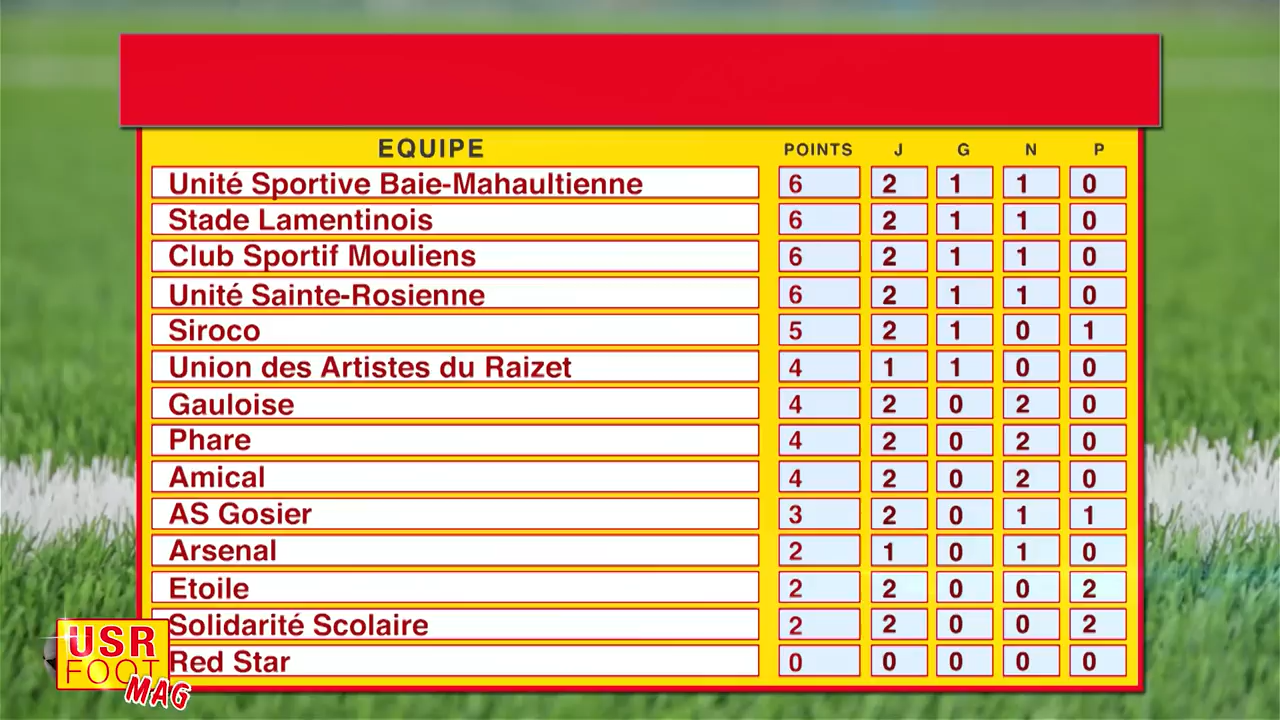 EQUIPE POINTS J G N P
Unité Sportive Baie-Mahaultienne 6 2 1 1 0
Stade Lamentinois 6 2 1 1 0
Club Sportif Mouliens 6 2 1 1 0
Unité Sainte-Rosienne 6 2 1 1 0
Siroco 5 2 1 0 1
Union des Artistes du Raizet 4 1 1 0 0
Gauloise 4 2 0 2 0
Phare 4 2 0 2 0
Amical 4 2 0 2 0
AS Gosier 3 2 0 1 1
Arsenal 2 1 0 1 0
Etoile 2 2 0 0 2
Solidarité Scolaire 2 2 0 0 2
Red Star 0 0 0 0 0
USR
FOOT
MAG